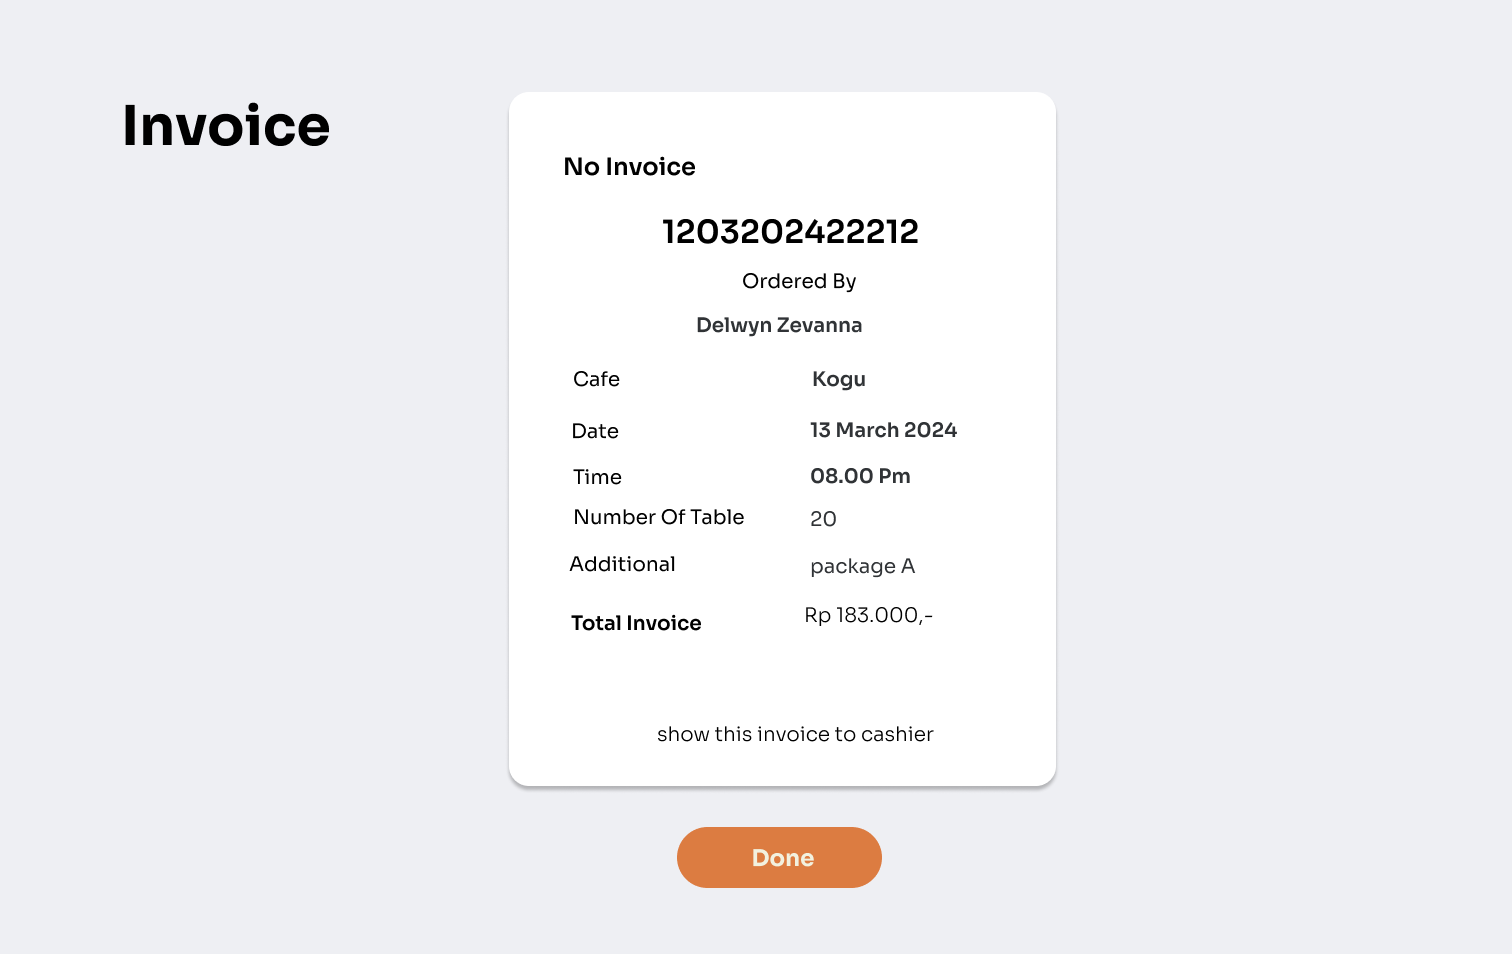 Invoice
No Invoice
1203202422212
Ordered By
Delwyn Zevanna
Cafe Kogu
Date 13 March 2024
Time 08.00 Pm
Number Of Table 20
Additional package A
Total Invoice Rp 183.000,-
show this invoice to cashier
Done